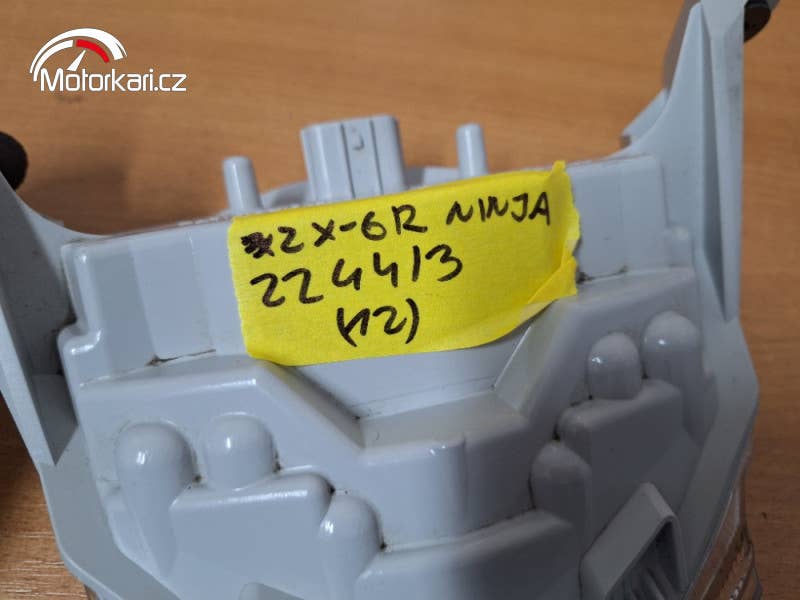 Motorkari.cz
ZX-6R NINJA
224413
(12)